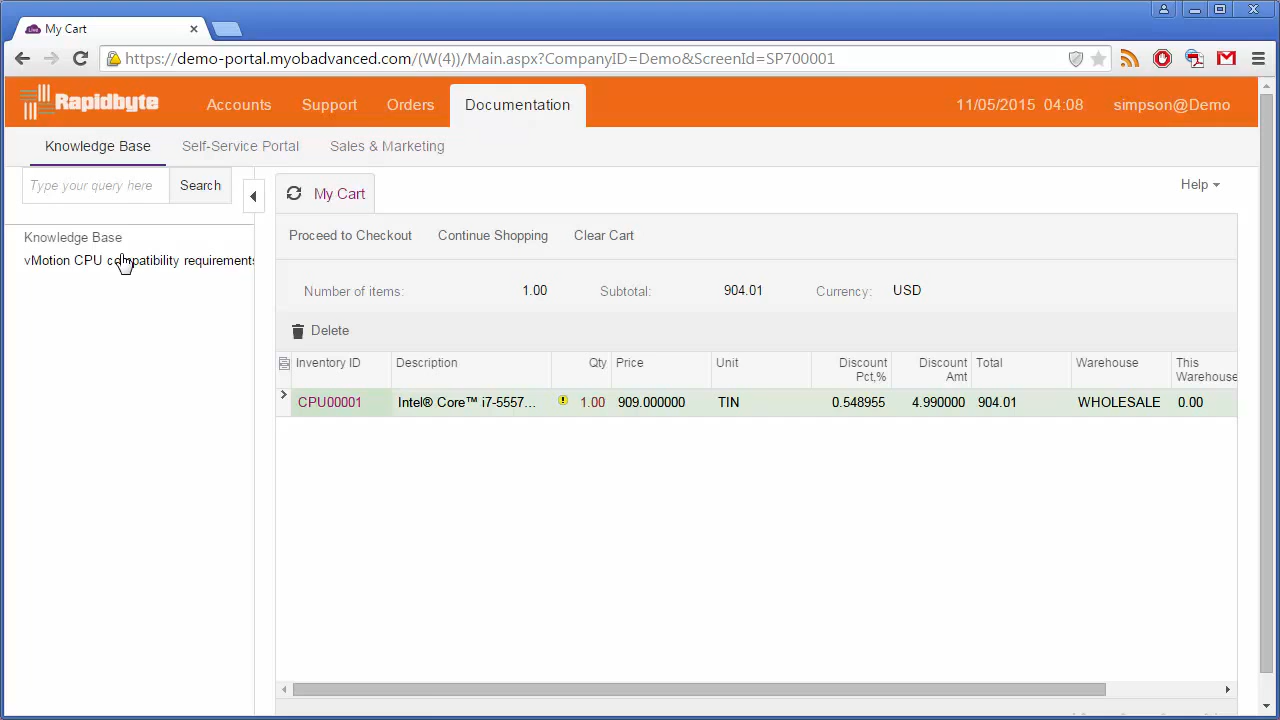 My Cart
https://demo-portal.myobadvanced.com/(W(4))/Main.aspx?CompanyID=Demo&ScreenId=SP700001
Rapidbyte Accounts Support Orders Documentation 11/05/2015 04:08 simpson@Demo
Knowledge Base Self-Service Portal Sales & Marketing
Type your query here Search
My Cart Help
Knowledge Base
vMotion CPU compatibility requirements
Proceed to Checkout Continue Shopping Clear Cart
Number of items: 1.00 Subtotal: 904.01 Currency: USD
Delete
Inventory ID Description Qty Price Unit Discount Pct,% Discount Amt Total Warehouse This Warehouse
CPU00001 Intel® Core™ i7-5557... 1.00 909.000000 TIN 0.548955 4.990000 904.01 WHOLESALE 0.00